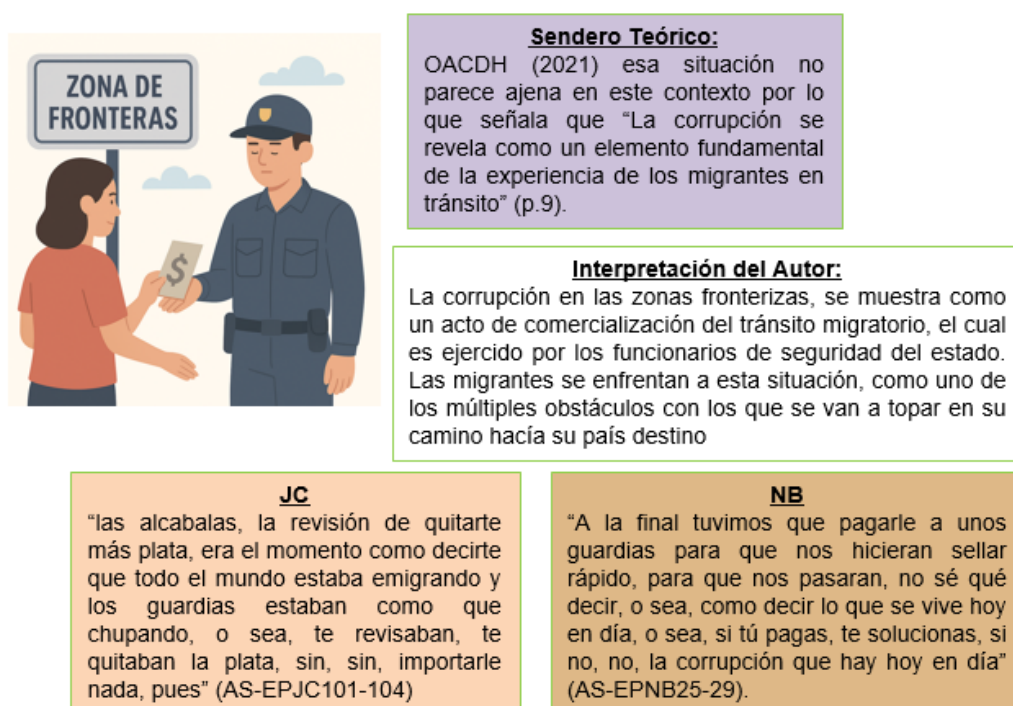 ZONA DE
FRONTERAS
$
Sendero Teórico:
OACDH (2021) esa situación no
parece ajena en este contexto por lo
que señala que “La corrupción se
revela como un elemento fundamental
de la experiencia de los migrantes en
tránsito” (p.9).
Interpretación del Autor:
La corrupción en las zonas fronterizas, se muestra como
un acto de comercialización del tránsito migratorio, el cual
es ejercido por los funcionarios de seguridad del estado.
Las migrantes se enfrentan a esta situación, como uno de
los múltiples obstáculos con los que se van a topar en su
camino hacía su país destino
JC
“las alcabalas, la revisión de quitarte
más plata, era el momento como decirte
que todo el mundo estaba emigrando y
los guardias estaban como que
chupando, o sea, te revisaban, te
quitaban la plata, sin, sin, importarle
nada, pues” (AS-EPJC101-104)
NB
“A la final tuvimos que pagarle a unos
guardias para que nos hicieran sellar
rápido, para que nos pasaran, no sé qué
decir, o sea, como decir lo que se vive hoy
en día, o sea, si tú pagas, te solucionas, si
no, no, la corrupción que hay hoy en día”
(AS-EPNB25-29).